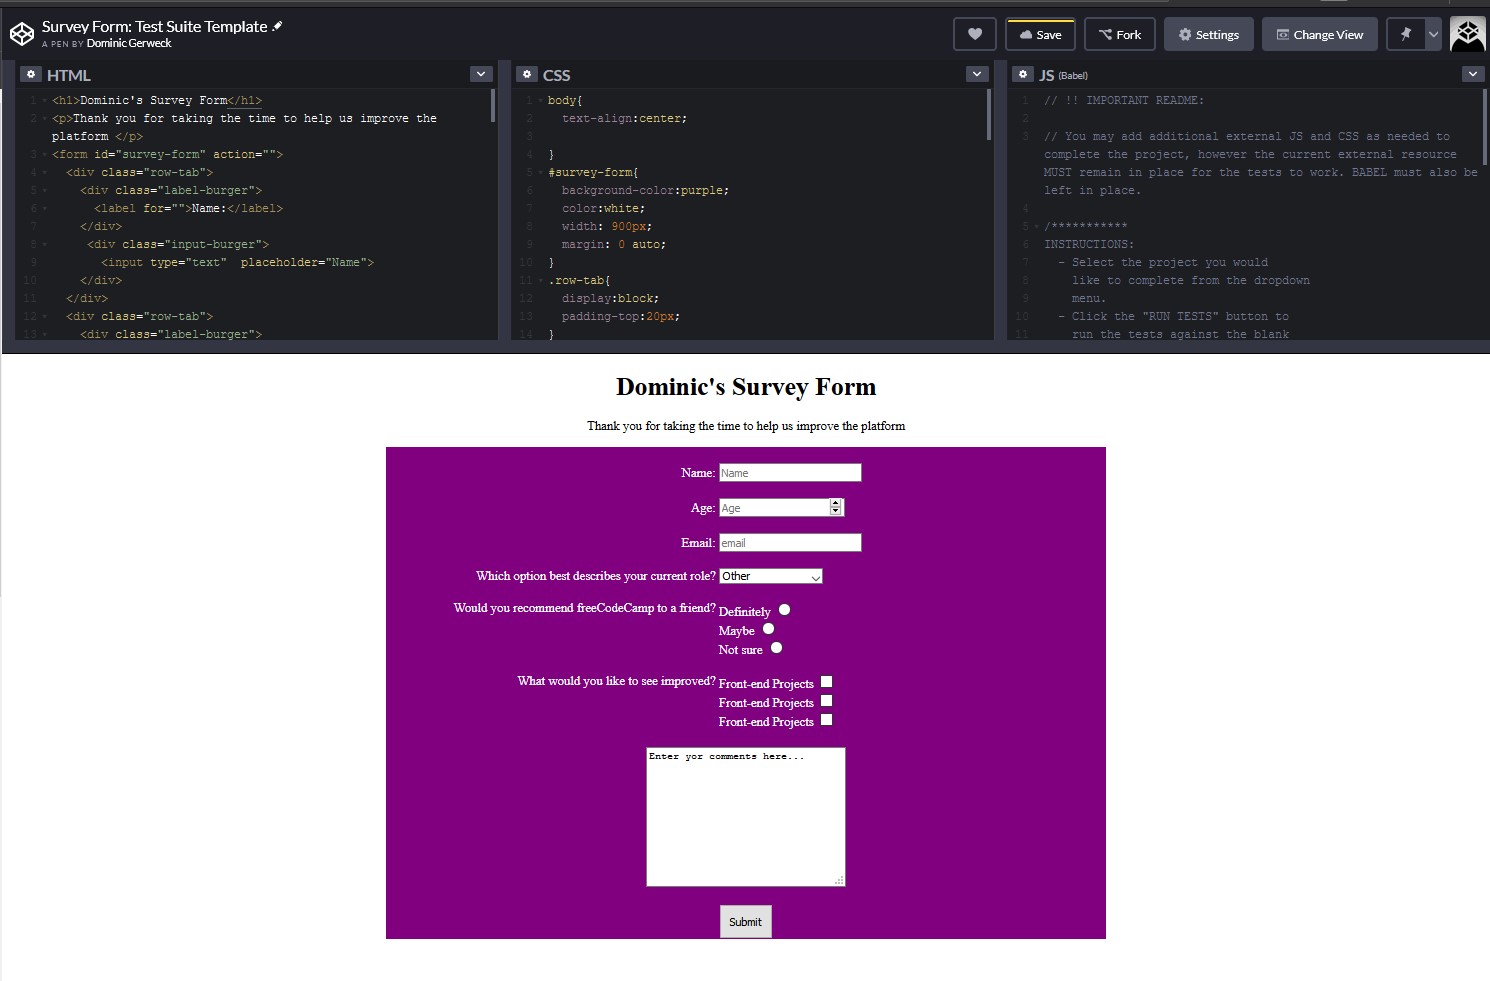 Survey Form: Test Suite Template
A PEN BY Dominic Gerweck
Save
Fork
Settings
Change View
HTML
1 <h1>Dominic's Survey Form</h1>
2 <p>Thank you for taking the time to help us improve the
platform </p>
3 <form id="survey-form" action="">
4 <div class="row-tab">
5 <div class="label-burger">
6 <label for="">Name:</label>
7 </div>
8 <div class="input-burger">
9 <input type="text"  placeholder="Name">
10 </div>
11 </div>
12 <div class="row-tab">
13 <div class="label-burger">
CSS
1 body{
2 text-align:center;
3
4 }
5 #survey-form{
6 background-color:purple;
7 color:white;
8 width: 900px;
9 margin: 0 auto;
10 }
11 .row-tab{
12 display:block;
13 padding-top:20px;
14 }
JS (Babel)
1 // !! IMPORTANT README:
2
3 // You may add additional external JS and CSS as needed to
complete the project, however the current external resource
MUST remain in place for the tests to work. BABEL must also be
left in place.
4
5 /***********
6 INSTRUCTIONS:
7 - Select the project you would
8 like to complete from the dropdown
9 menu.
10 - Click the "RUN TESTS" button to
11 run the tests against the blank
Dominic's Survey Form
Thank you for taking the time to help us improve the platform
Name: Name
Age: Age
Email: email
Which option best describes your current role? Other
Would you recommend freeCodeCamp to a friend? Definitely
Maybe
Not sure
What would you like to see improved? Front-end Projects
Front-end Projects
Front-end Projects
Enter yor comments here...
Submit